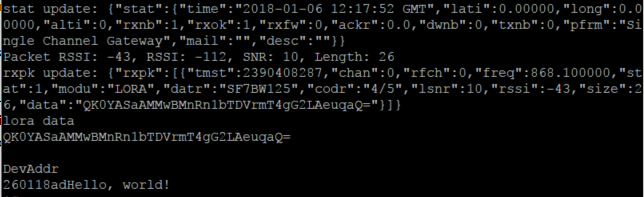 stat update: {"stat":{"time":"2018-01-06 12:17:52 GMT","lati":0.00000,"long":0.0
0000,"alti":0,"rxnb":1,"rxok":1,"rxfw":0,"ackr":0.0,"dwnb":0,"txnb":0,"pfrm":"Si
ngle Channel Gateway","mail":"","desc":""}}
Packet RSSI: -43, RSSI: -112, SNR: 10, Length: 26
rxpk update: {"rxpk":[{"tmst":2390408287,"chan":0,"rfch":0,"freq":868.100000,"st
at":1,"modu":"LORA","datr":"SF7BW125","codr":"4/5","lsnr":10,"rssi":-43,"size":2
6,"data":"QK0YASaAMMwBMnRn1bTDVrmT4gG2LAeuqaQ="}]}
lora data
QK0YASaAMMwBMnRn1bTDVrmT4gG2LAeuqaQ=
DevAddr
260118adHello, world!